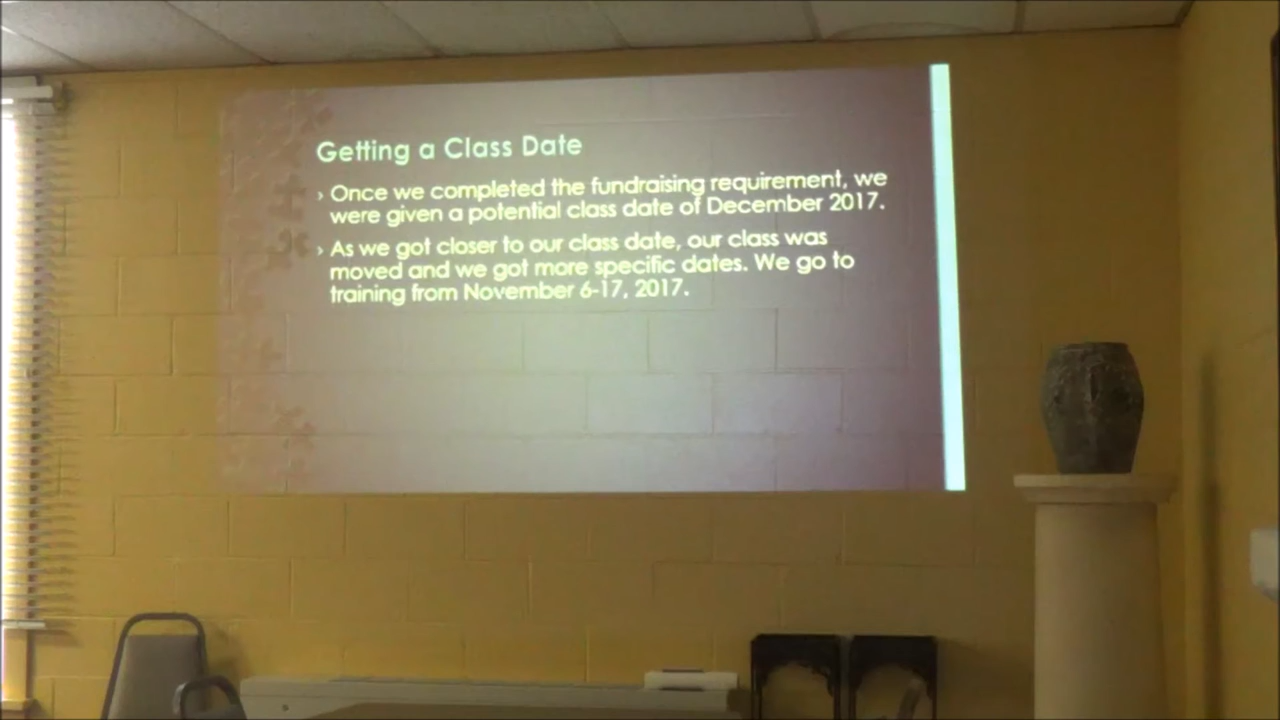 Getting a Class Date
› Once we completed the fundraising requirement, we
were given a potential class date of December 2017.
› As we got closer to our class date, our class was
moved and we got more specific dates. We go to
training from November 6-17, 2017.